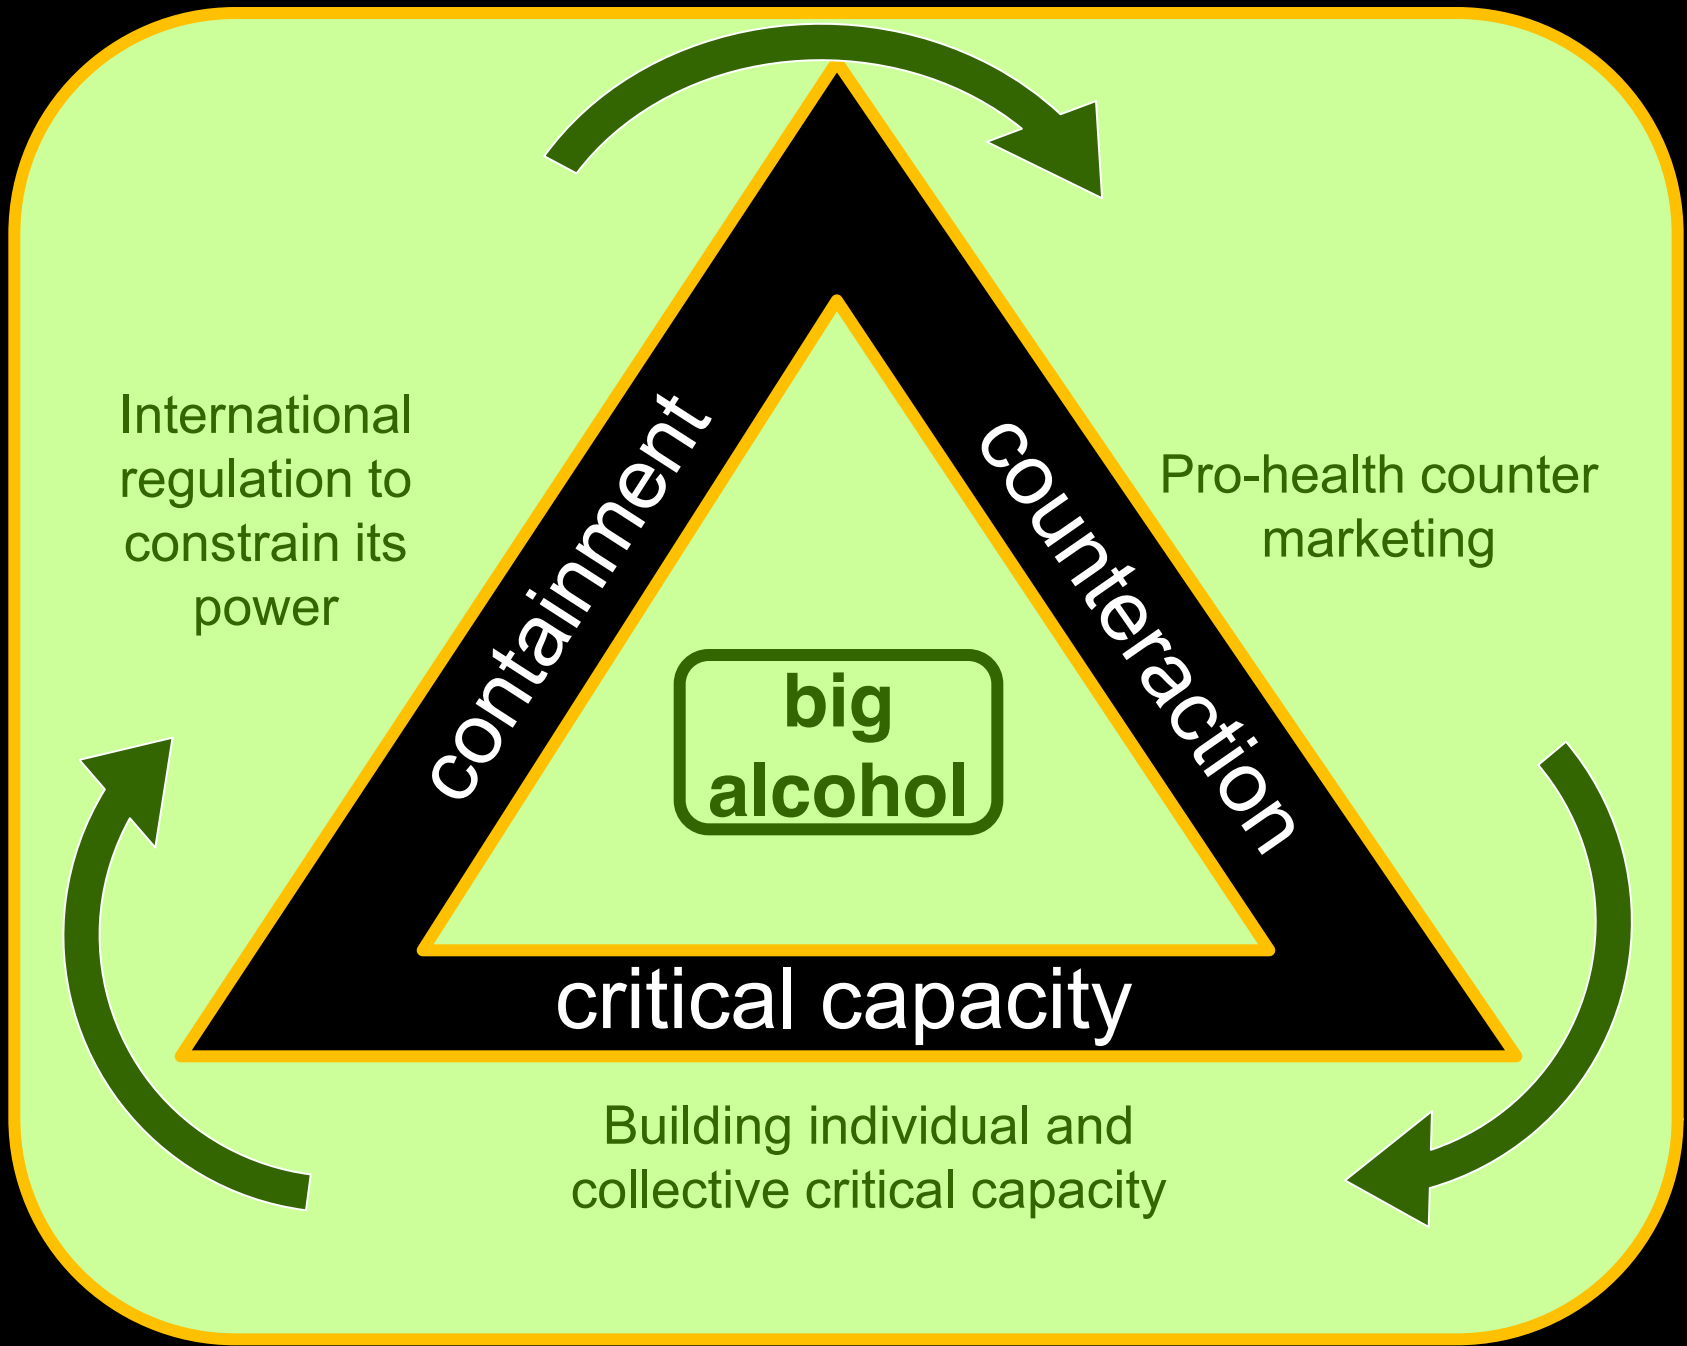 International
regulation to
constrain its
power
containment
counteraction
Pro-health counter
marketing
big
alcohol
critical capacity
Building individual and
collective critical capacity